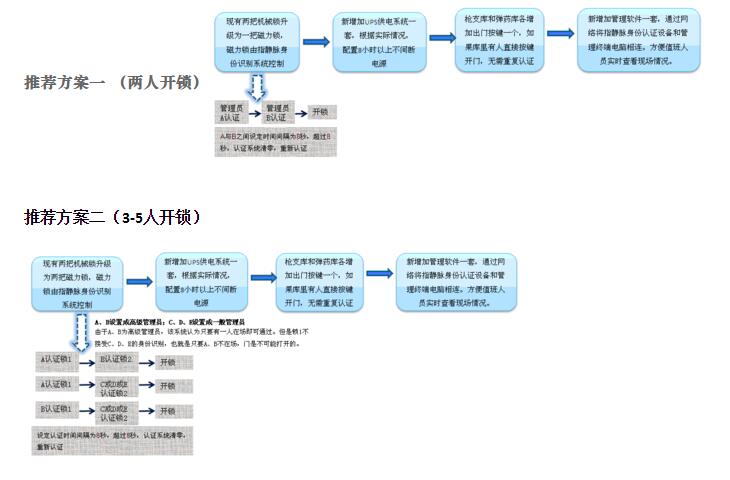 推荐方案一 （两人开锁）
现有两把机械锁升
级为一把磁力锁，
磁力锁由指静脉身
份识别系统控制
新增加UPS供电系统一
套，根据实际情况，
配置8小时以上不间断
电源
枪支库和弹药库各增
加出门按键一个，如
果库里有人直接按键
开门，无需重复认证
新增加管理软件一套，通过网
络将指静脉身份认证设备和管
理终端电脑相连。方便值班人
员实时查看现场情况。
管理员
A认证
管理员
B认证
开锁
A与B之间设定时间间隔为8秒，超过8
秒，认证系统清零，重新认证
推荐方案二（3-5人开锁）
现有两把机械锁升级
为两把磁力锁，磁力
锁由指静脉身份识别
系统控制
新增加UPS供电系统一
套，根据实际情况，
配置8小时以上不间断
电源
枪支库和弹药库各增
加出门按键一个，如
果库里有人直接按键
开门，无需重复认证
新增加管理软件一套，通过网
络将指静脉身份认证设备和管
理终端电脑相连。方便值班人
员实时查看现场情况。
A、B设置成高级管理员；C、D、E设置成一般管理员
由于A、B为高级管理员，该系统认为只要有一人在场即可通过。但是锁1不
接受C、D、E的身份识别，也就是只要A、B不在场，门是不可能打开的。
A认证锁1
B认证锁2
开锁
A认证锁1
C或D或E
认证锁2
开锁
B认证锁1
C或D或E
认证锁2
开锁
设定认证时间间隔为8秒，超过8秒，认证系统清零，
重新认证